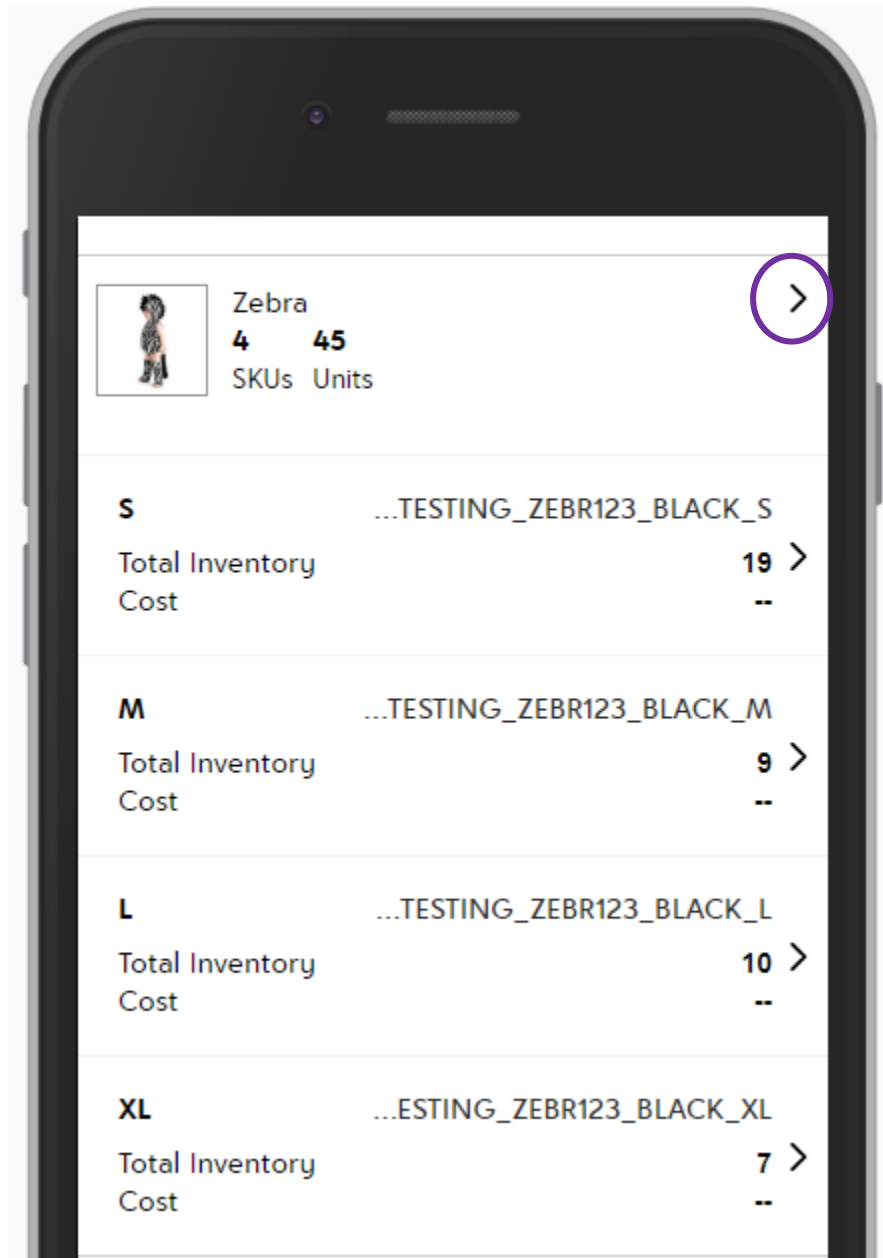 Zebra
4 45
SKUs Units
S ...TESTING_ZEBR123_BLACK_S
Total Inventory 19
Cost --
M ...TESTING_ZEBR123_BLACK_M
Total Inventory 9
Cost --
L ...TESTING_ZEBR123_BLACK_L
Total Inventory 10
Cost --
XL ...ESTING_ZEBR123_BLACK_XL
Total Inventory 7
Cost --